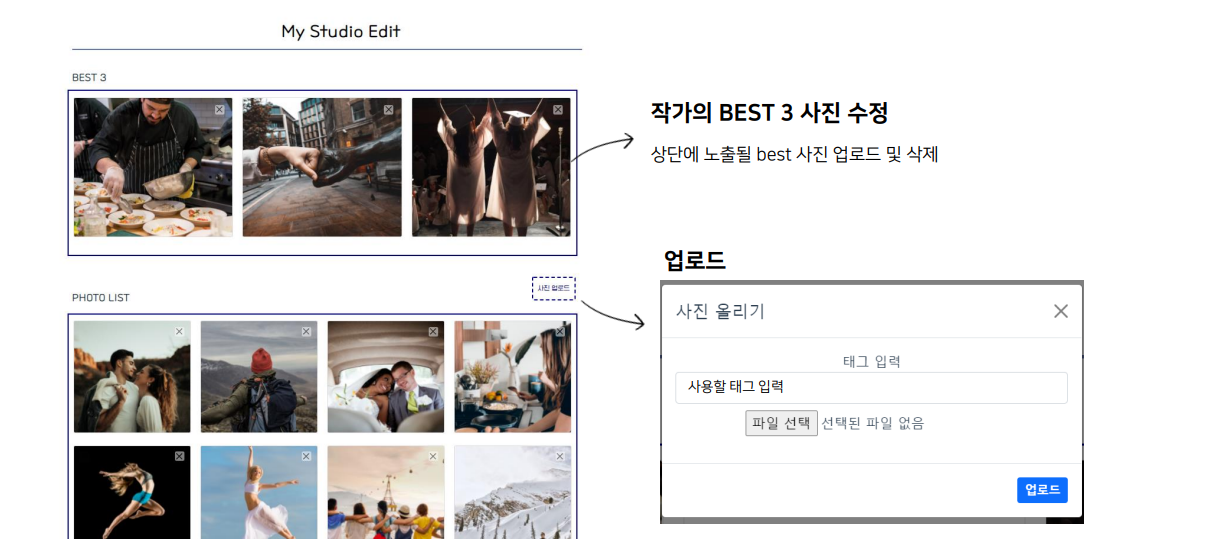 My Studio Edit
BEST 3
작가의 BEST 3 사진 수정
상단에 노출될 best 사진 업로드 및 삭제
업로드
사진 업로드
PHOTO LIST
사진 올리기
태그 입력
사용할 태그 입력
파일 선택 선택된 파일 없음
업로드